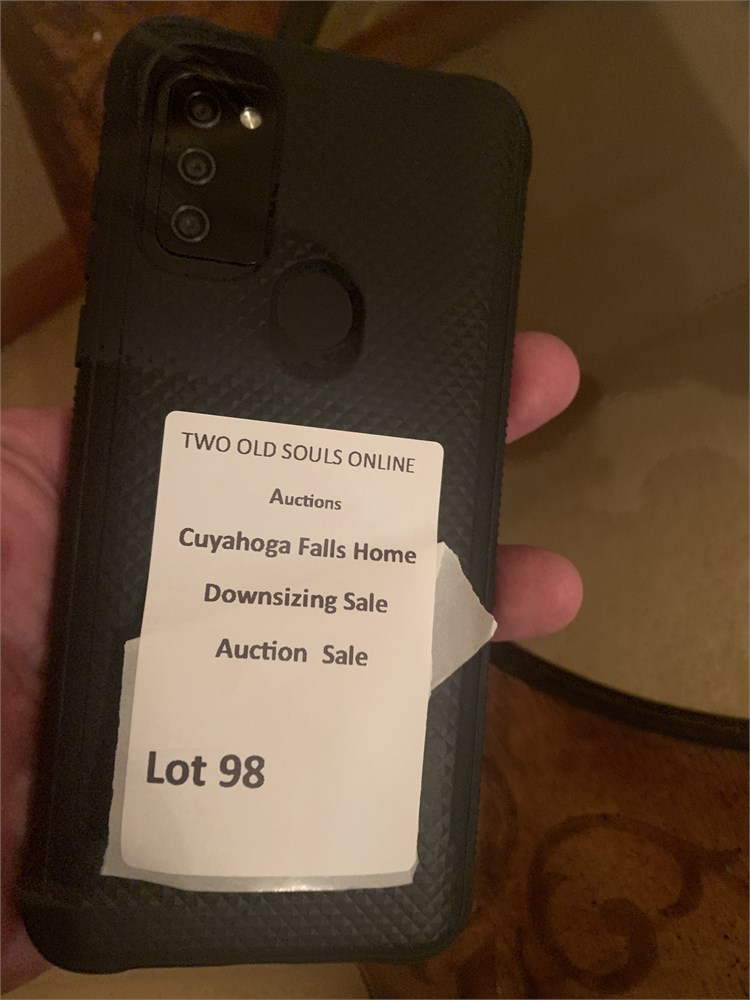 TWO OLD SOULS ONLINE
Auctions
Cuyahoga Falls Home
Downsizing Sale
Auction Sale
Lot 98